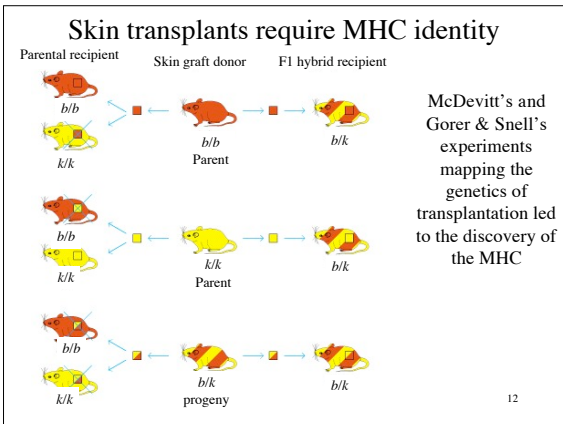 Skin transplants require MHC identity
Parental recipient
Skin graft donor
F1 hybrid recipient
b/b
k/k
b/b
Parent
b/k
b/b
k/k
k/k
Parent
b/k
b/b
k/k
b/k
progeny
b/k
McDevitt’s and
Gorer & Snell’s
experiments
mapping the
genetics of
transplantation led
to the discovery of
the MHC
12